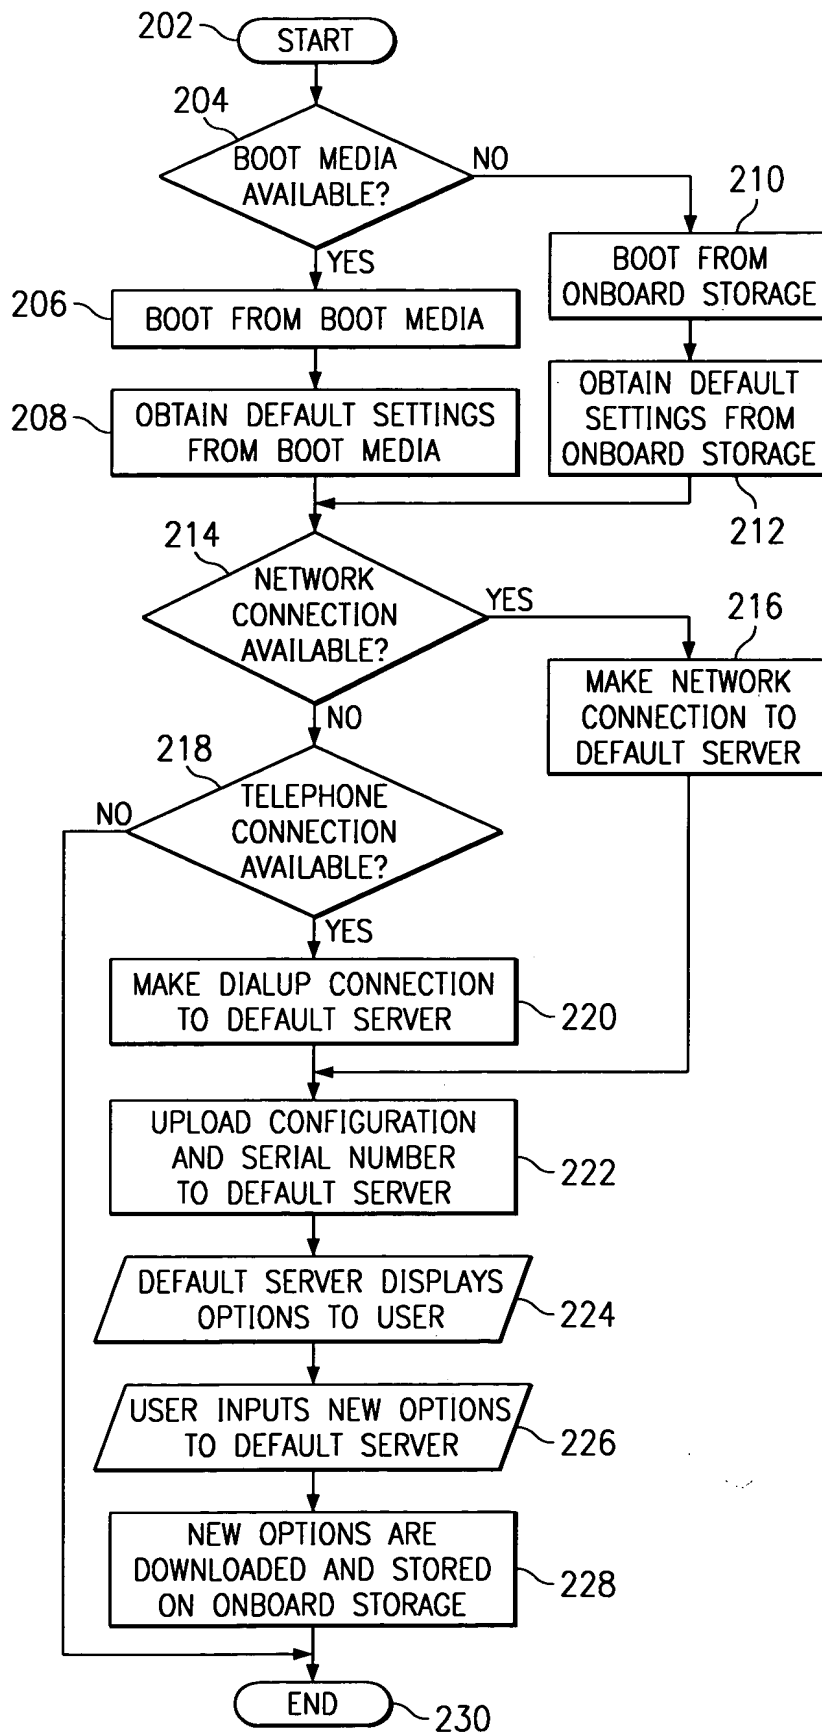 202
START
204
BOOT MEDIA
AVAILABLE?
NO
YES
210
BOOT FROM
ONBOARD STORAGE
206
BOOT FROM BOOT MEDIA
208
OBTAIN DEFAULT SETTINGS
FROM BOOT MEDIA
OBTAIN DEFAULT
SETTINGS FROM
ONBOARD STORAGE
212
214
NETWORK
CONNECTION
AVAILABLE?
YES
NO
216
MAKE NETWORK
CONNECTION TO
DEFAULT SERVER
218
TELEPHONE
CONNECTION
AVAILABLE?
NO
YES
MAKE DIALUP CONNECTION
TO DEFAULT SERVER
220
UPLOAD CONFIGURATION
AND SERIAL NUMBER
TO DEFAULT SERVER
222
DEFAULT SERVER DISPLAYS
OPTIONS TO USER
224
USER INPUTS NEW OPTIONS
TO DEFAULT SERVER
226
NEW OPTIONS ARE
DOWNLOADED AND STORED
ON ONBOARD STORAGE
228
END
230